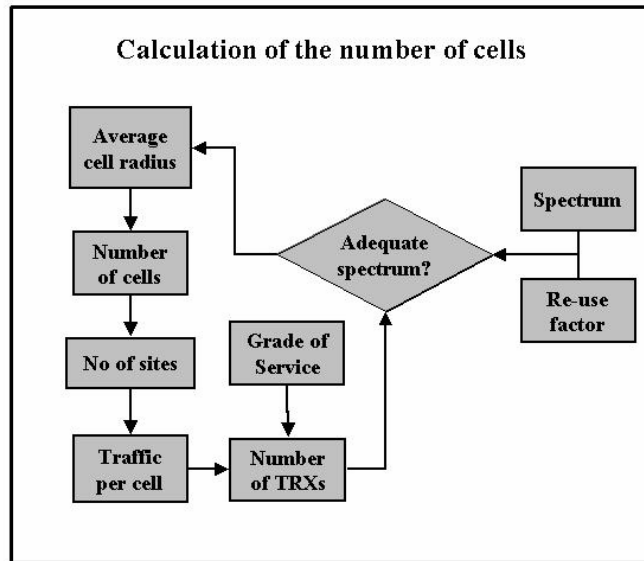 Calculation of the number of cells
Average
cell radius
Spectrum
Number
of cells
Adequate
spectrum?
Re-use
factor
No of sites
Grade of
Service
Traffic
per cell
Number
of TRXs